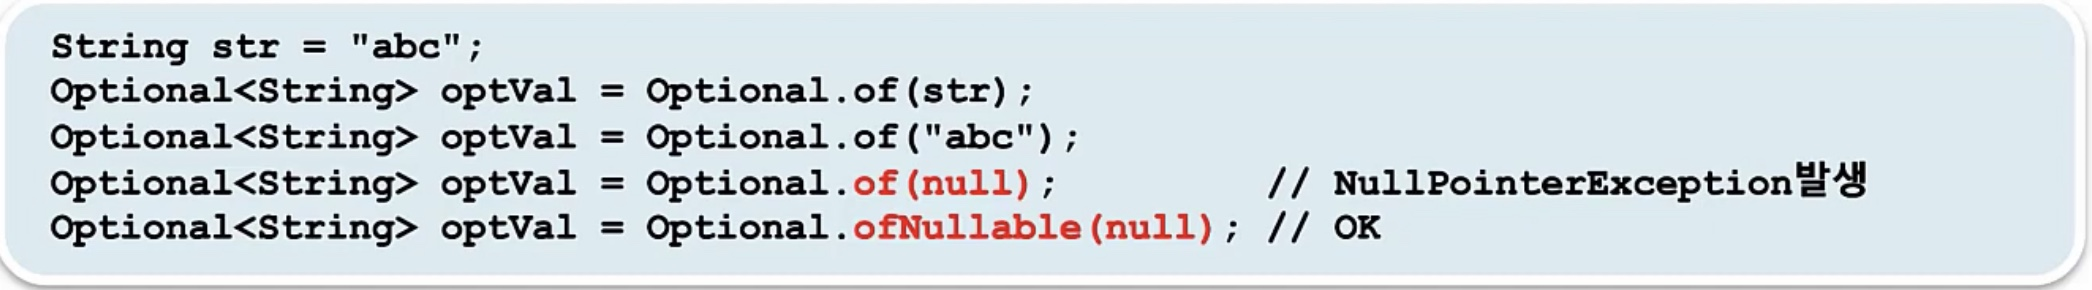 String str = "abc";
Optional<String> optVal = Optional.of(str);
Optional<String> optVal = Optional.of("abc");
Optional<String> optVal = Optional.of(null); // NullPointerException발생
Optional<String> optVal = Optional.ofNullable(null); // OK